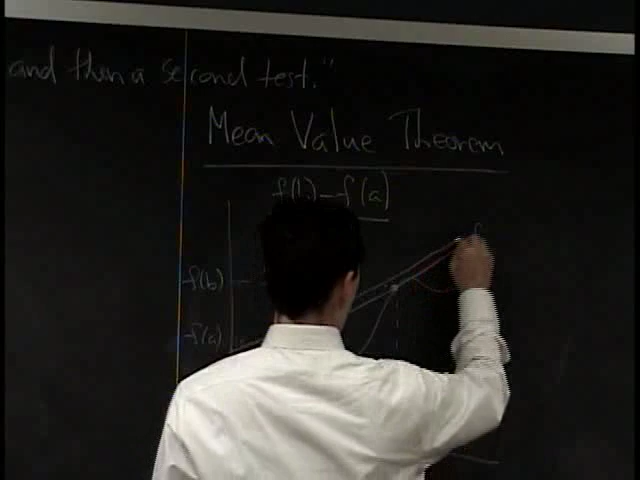 and then a second test."
Mean Value Theorem
f(b) – f(a)
f(b)
f(a)
f